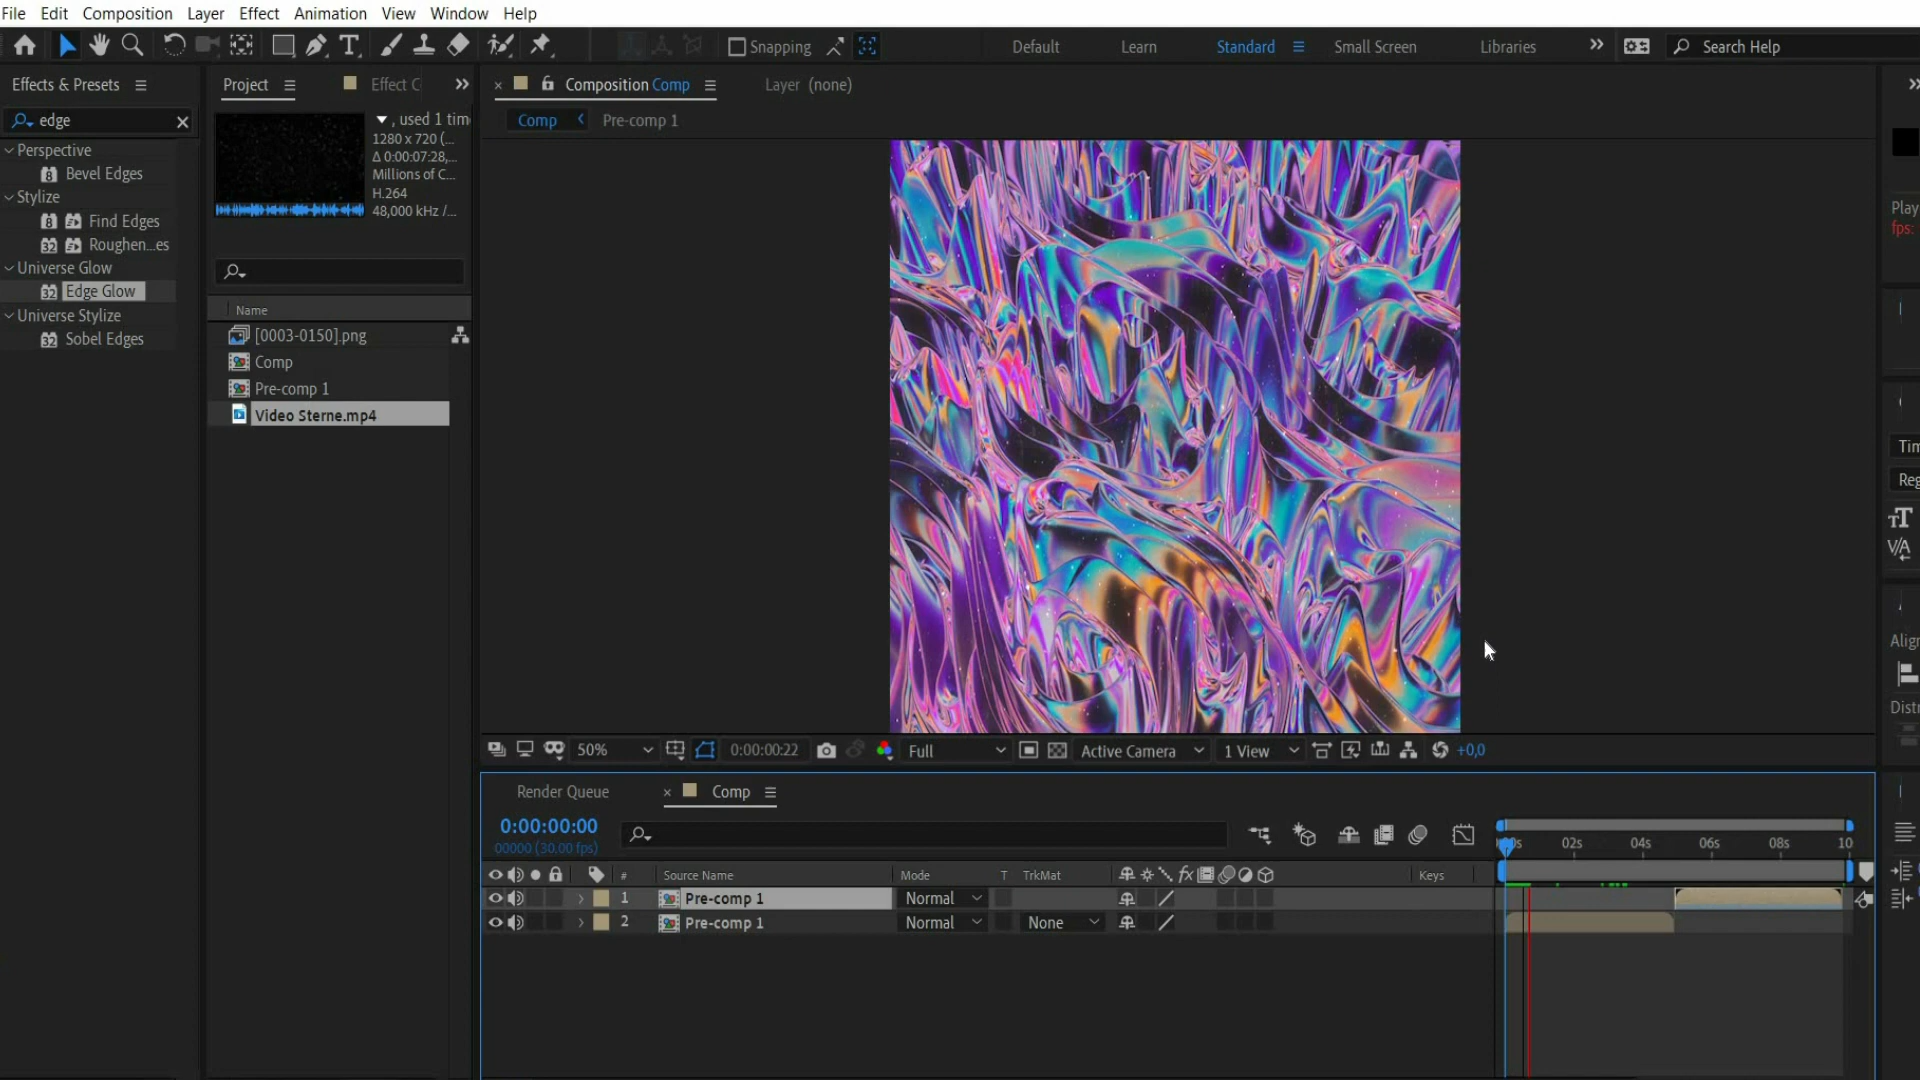 File Edit Composition Layer Effect Animation View Window Help
Snapping Default Learn Standard Small Screen Libraries Search Help
Effects & Presets Project Effect C Composition Comp Layer (none)
edge
Comp Pre-comp 1
Perspective
Bevel Edges
Stylize
Find Edges
Roughen...es
Universe Glow
Edge Glow
Universe Stylize
Sobel Edges
, used 1 tim
1280 x 720 (...
Δ 0:00:07:28,...
Millions of C...
H.264
48,000 kHz /...
Name
[0003-0150].png
Comp
Pre-comp 1
Video Sterne.mp4
Play
fps:
Tim
Reg
Align
Distr
50% 0:00:00:22 Full Active Camera 1 View +0,0
Render Queue Comp
0:00:00:00
00000 (30,00 fps)
02s 04s 06s 08s 10
# Source Name Mode T TrkMat fx Keys
1 Pre-comp 1 Normal
2 Pre-comp 1 Normal None